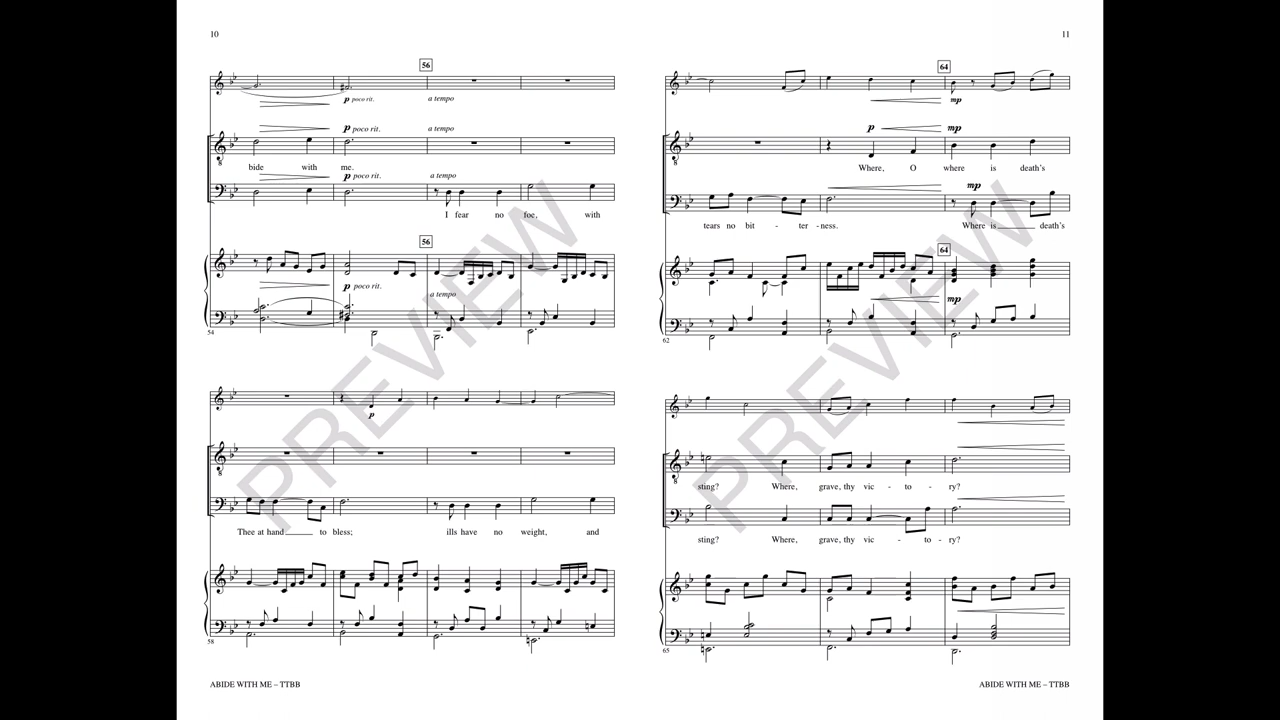 10
56
p poco rit.
a tempo
p poco rit.
a tempo
bide with me.
p poco rit.
a tempo
I fear no foe, with
56
p poco rit.
a tempo
54
p
Thee at hand to bless; ills have no weight, and
58
ABIDE WITH ME – TTBB
11
64
mp
p mp
Where, O where is death's
mp
tears no bit - ter - ness. Where is death's
64
mp
62
sting? Where, grave, thy vic - to - ry?
sting? Where, grave, thy vic - to - ry?
65
ABIDE WITH ME – TTBB
PREVIEW
PREVIEW